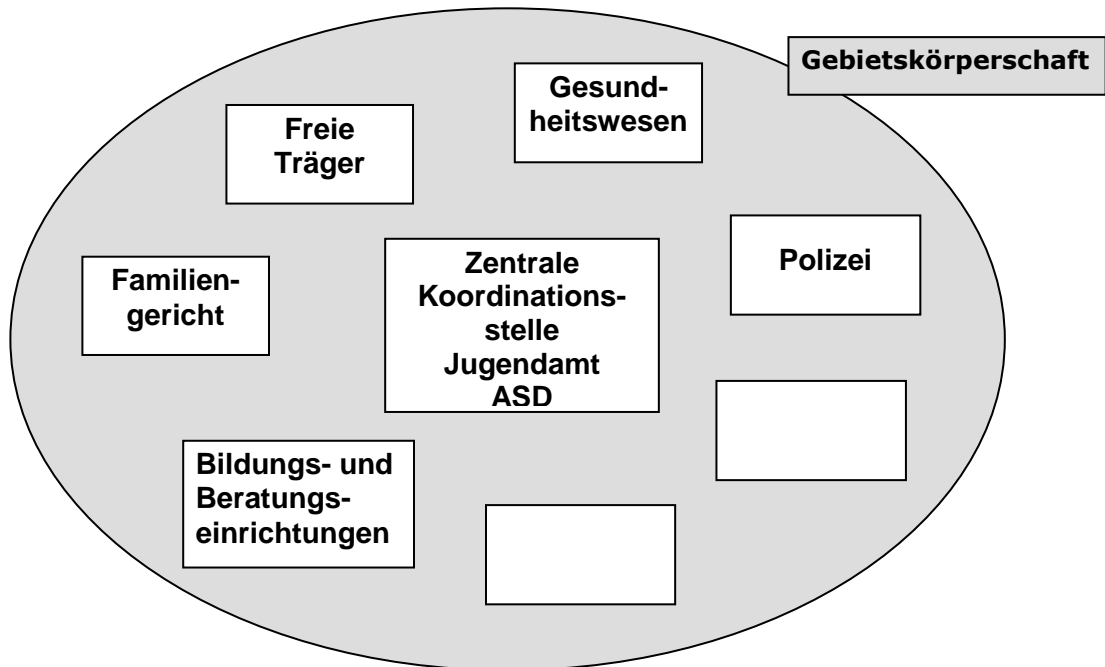 Gebietskörperschaft
Gesund-
heitswesen
Freie
Träger
Polizei
Zentrale
Koordinations-
stelle
Jugendamt
ASD
Familien-
gericht
Bildungs- und
Beratungs-
einrichtungen